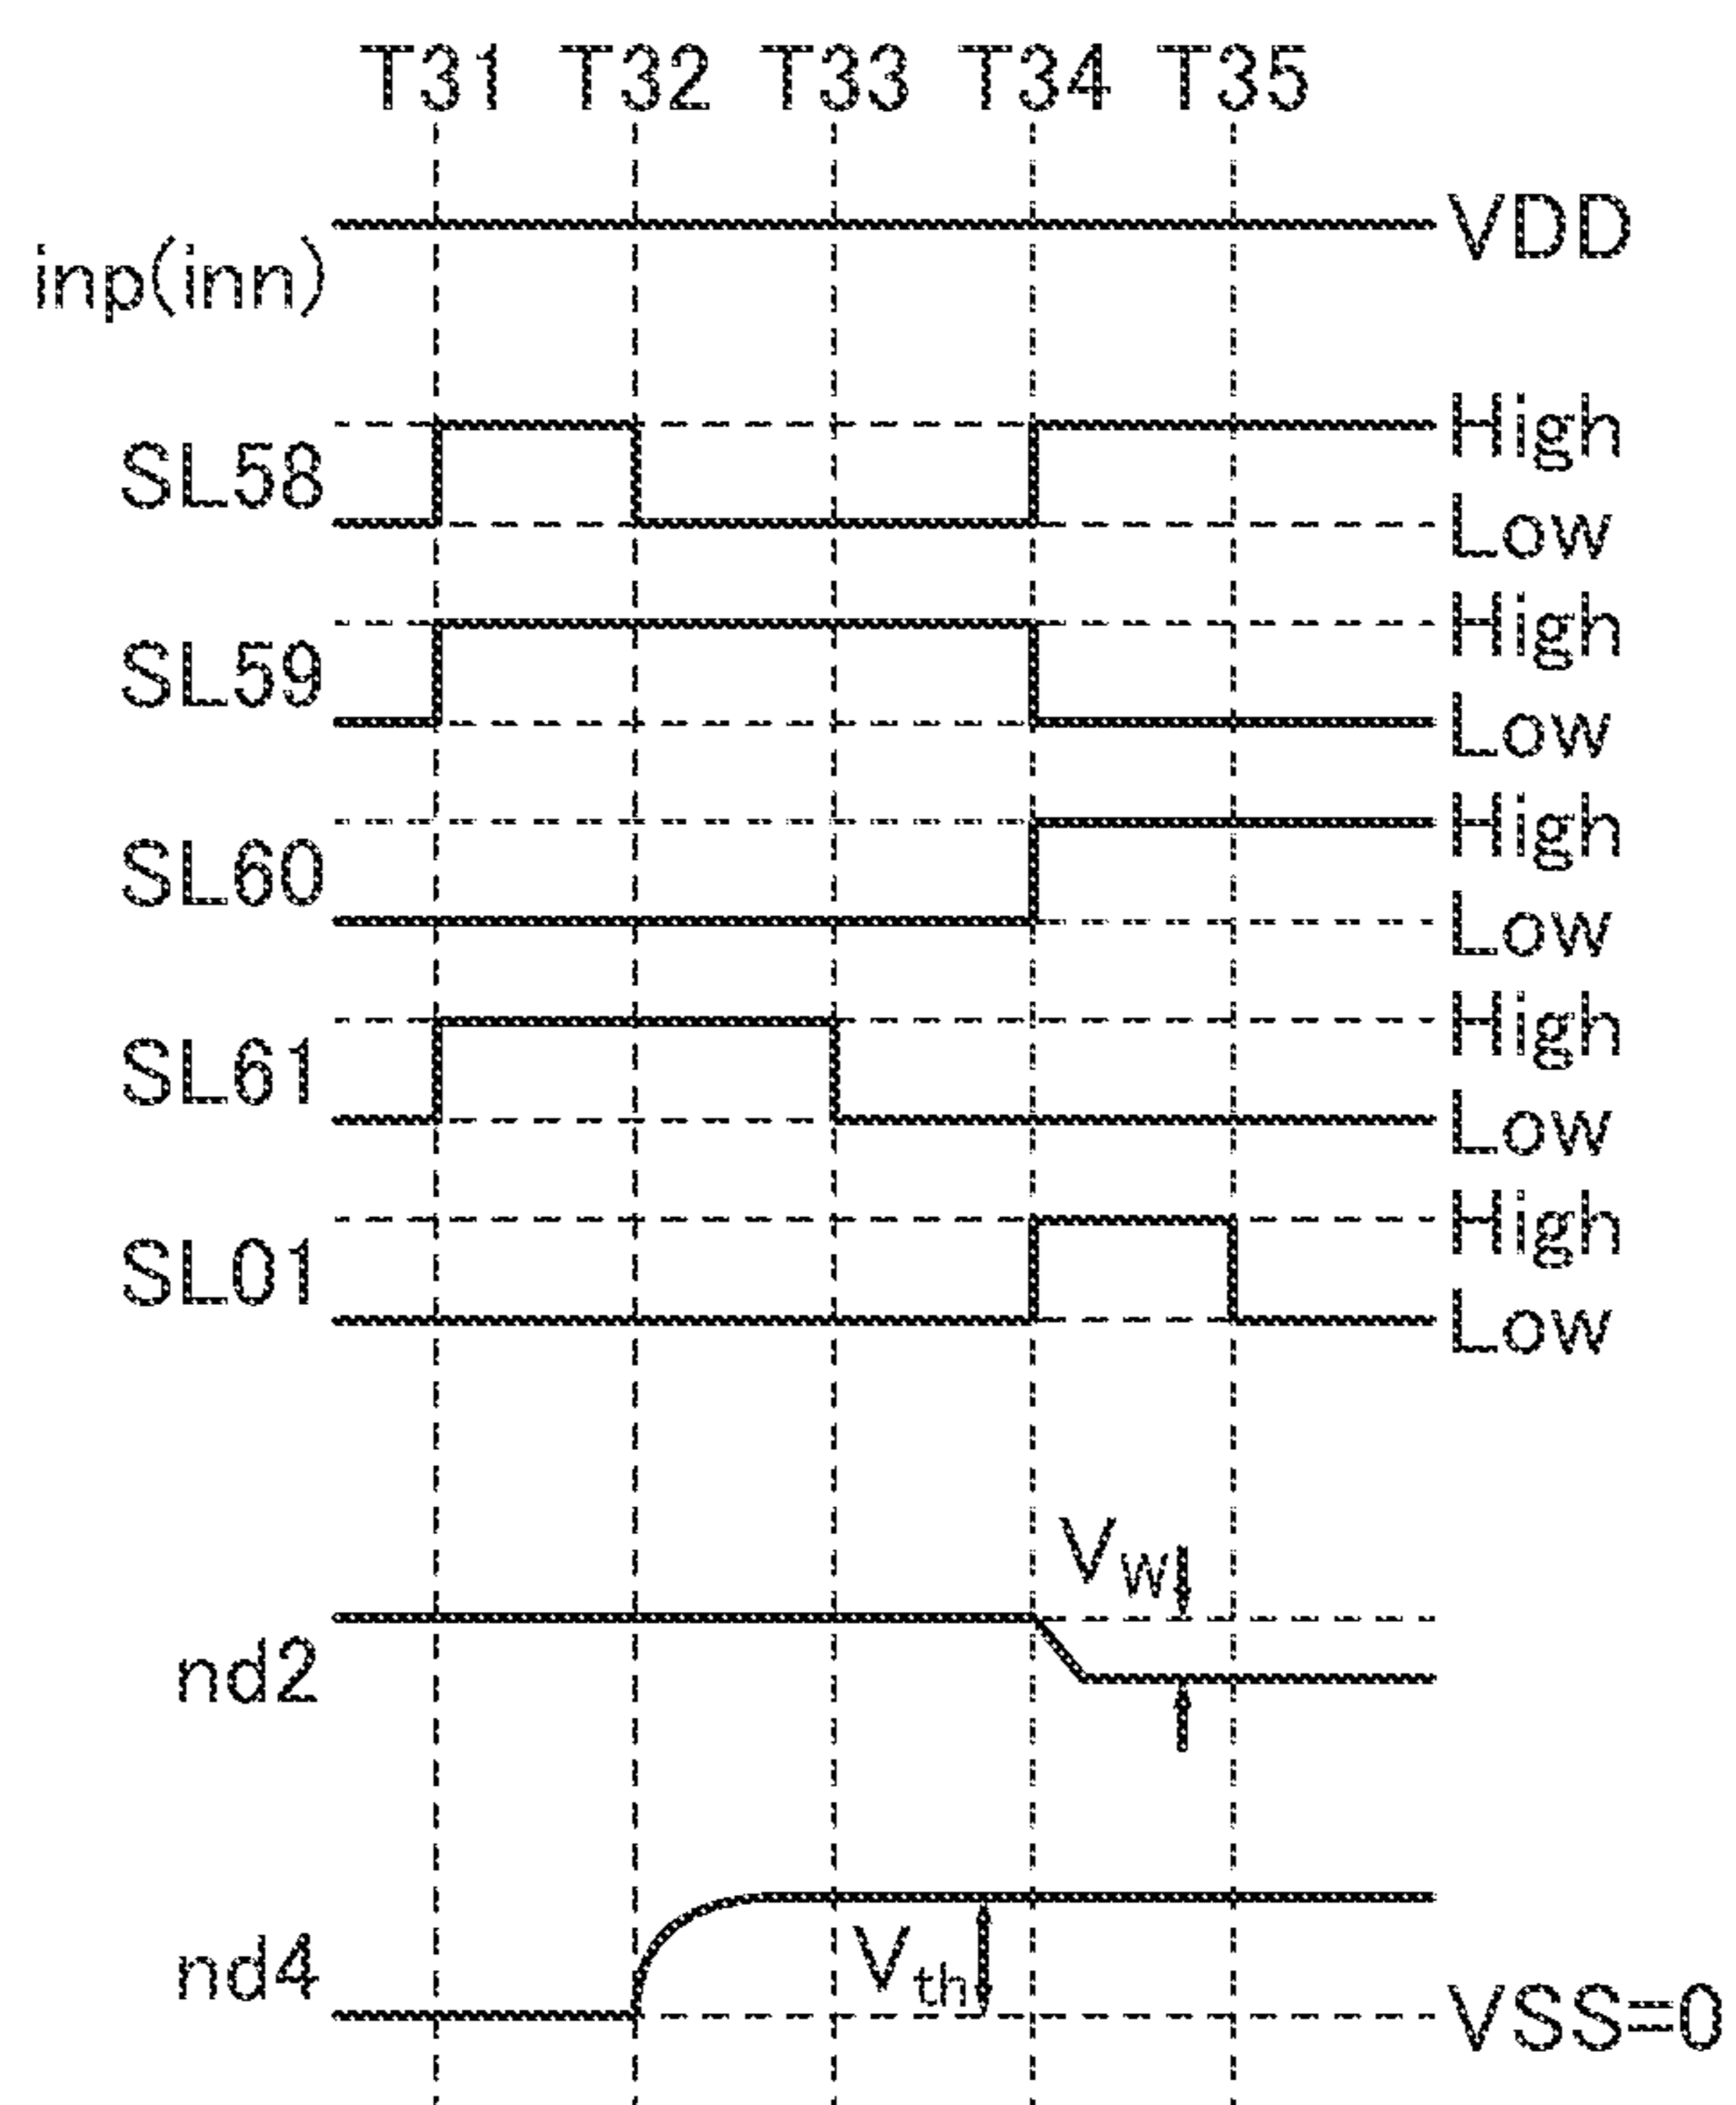 T31 T32 T33 T34 T35
inp(inn) VDD
SL58 High
Low
SL59 High
Low
SL60 High
Low
SL61 High
Low
SL01 High
Low
VW
nd2
nd4 Vth
VSS=0